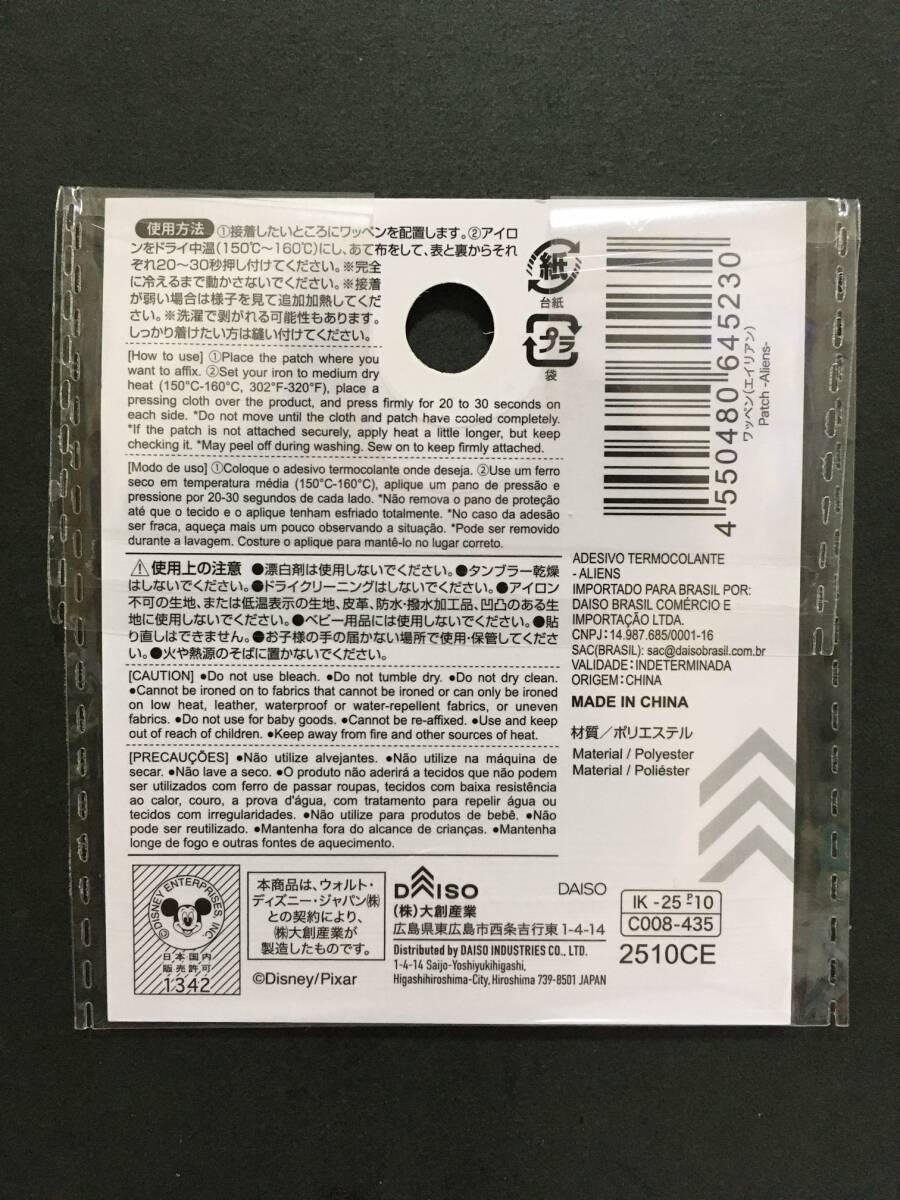 使用方法 ①接着したいところにワッペンを配置します。②アイロ
ンをドライ中温(150℃〜160℃)にし、あて布をして、表と裏からそれ
ぞれ20〜30秒押し付けてください。※完全
に冷えるまで動かさないでください。※接着
が弱い場合は様子を見て追加加熱してくだ
さい。※洗濯で剥がれる可能性もあります。
しっかり着けたい方は縫い付けてください。
[How to use] ①Place the patch where you
want to affix. ②Set your iron to medium dry
heat (150°C-160°C, 302°F-320°F), place a
pressing cloth over the product, and press firmly for 20 to 30 seconds on
each side. *Do not move until the cloth and patch have cooled completely.
*If the patch is not attached securely, apply heat a little longer, but keep
checking it. *May peel off during washing. Sew on to keep firmly attached.
[Modo de uso] ①Coloque o adesivo termocolante onde deseja. ②Use um ferro
seco em temperatura média (150°C-160°C), aplique um pano de pressão e
pressione por 20-30 segundos de cada lado. *Não remova o pano de proteção
até que o tecido e o aplique tenham esfriado totalmente. *No caso da adesão
ser fraca, aqueça mais um pouco observando a situação. *Pode ser removido
durante a lavagem. Costure o aplique para mantê-lo no lugar correto.
⚠使用上の注意 ●漂白剤は使用しないでください。●タンブラー乾燥
はしないでください。●ドライクリーニングはしないでください。●アイロン
不可の生地、または低温表示の生地、皮革、防水・撥水加工品、凹凸のある生
地に使用しないでください。●ベビー用品には使用しないでください。●貼
り直しはできません。●お子様の手の届かない場所で使用・保管してくださ
い。●火や熱源のそばに置かないでください。
[CAUTION] ●Do not use bleach. ●Do not tumble dry. ●Do not dry clean.
●Cannot be ironed on to fabrics that cannot be ironed or can only be ironed
on low heat, leather, waterproof or water-repellent fabrics, or uneven
fabrics. ●Do not use for baby goods. ●Cannot be re-affixed. ●Use and keep
out of reach of children. ●Keep away from fire and other sources of heat.
[PRECAUÇÕES] ●Não utilize alvejantes. ●Não utilize na máquina de
secar. ●Não lave a seco. ●O produto não aderirá a tecidos que não podem
ser utilizados com ferro de passar roupas, tecidos com baixa resistência
ao calor, couro, a prova d'água, com tratamento para repelir água ou
tecidos com irregularidades. ●Não utilize para produtos de bebê. ●Não
pode ser reutilizado. ●Mantenha fora do alcance de crianças. ●Mantenha
longe de fogo e outras fontes de aquecimento.
紙
台紙
プラ
袋
4 550480 645230
ワッペン(エイリアン)
Patch -Aliens-
ADESIVO TERMOCOLANTE
- ALIENS
IMPORTADO PARA BRASIL POR:
DAISO BRASIL COMÉRCIO E
IMPORTAÇÃO LTDA.
CNPJ:14.987.685/0001-16
SAC(BRASIL): sac@daisobrasil.com.br
VALIDADE:INDETERMINADA
ORIGEM:CHINA
MADE IN CHINA
材質/ポリエステル
Material / Polyester
Material / Poliéster
©DISNEY ENTERPRISES, INC.
日本国内
販売許可
1342
本商品は、ウォルト・
ディズニー・ジャパン㈱
との契約により、
㈱大創産業が
製造したものです。
©Disney/Pixar
DAISO
DAISO
(株)大創産業
広島県東広島市西条吉行東1-4-14
Distributed by DAISO INDUSTRIES CO., LTD.
1-4-14 Saijo-Yoshiyukihigashi,
Higashihiroshima-City, Hiroshima 739-8501 JAPAN
IK -25 P10
C008-435
2510CE